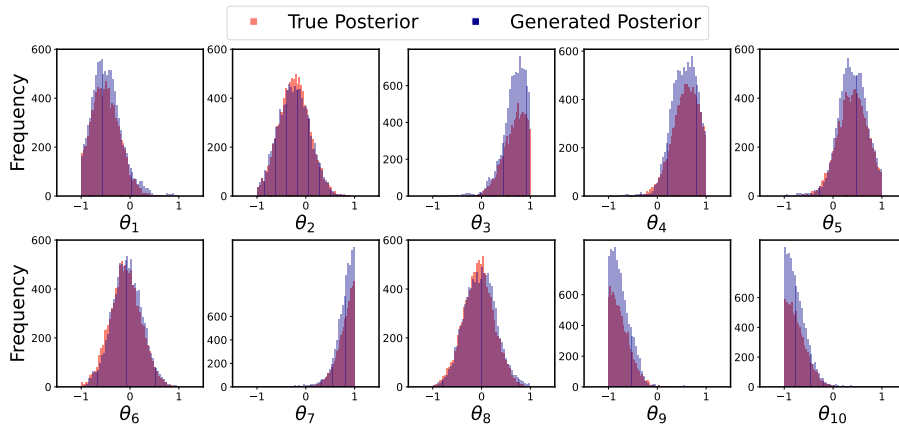 True Posterior Generated Posterior
600 600 600 600
800
400 400 600 400 400
Frequency
400
200 200 200 200
200
0 0 0 0 0
−1 0 1 −1 0 1 −1 0 1 −1 0 1 −1 0 1
θ1 θ2 θ3 θ4 θ5
600 600
800
400 600 400 600 600
Frequency
400 400 400
200 200
200 200 200
0 0 0 0 0
−1 0 1 −1 0 1 −1 0 1 −1 0 1 −1 0 1
θ6 θ7 θ8 θ9 θ10